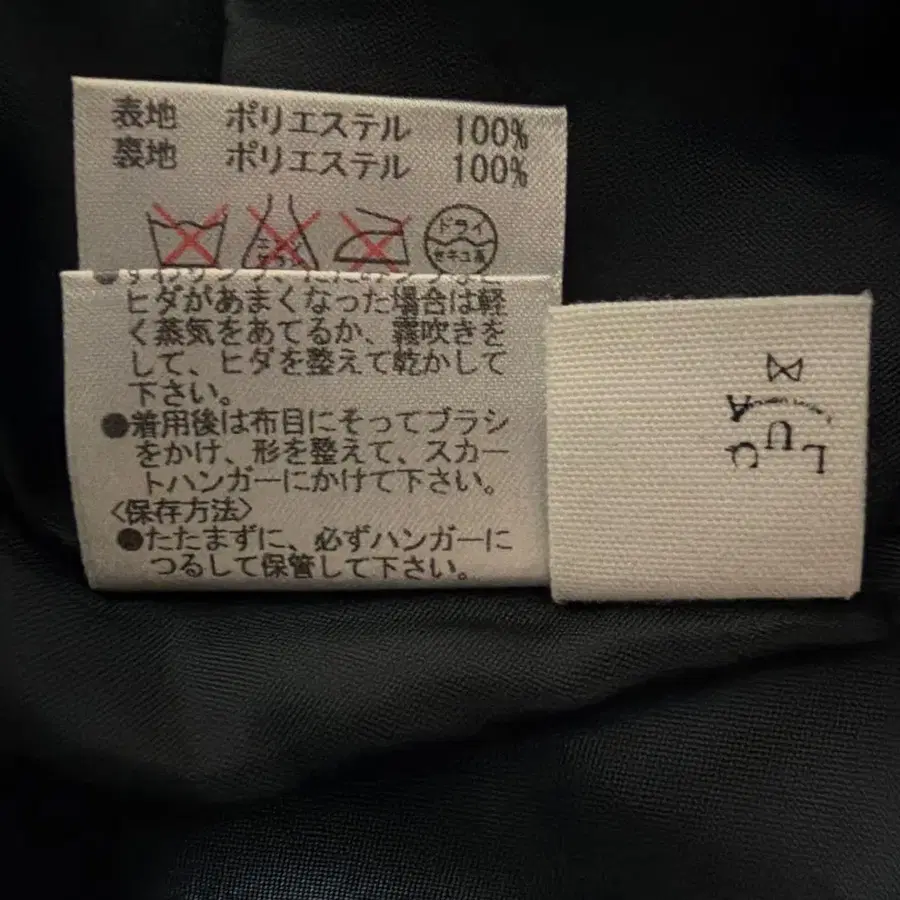 表地 ポリエステル 100%
裏地 ポリエステル 100%
ドライ
セキユ系
ヒダがあまくなった場合は軽
く蒸気をあてるか、霧吹きを
して、ヒダを整えて乾かして
下さい。
●着用後は布目にそってブラシ
をかけ、形を整えて、スカー
トハンガーにかけて下さい。
〈保存方法〉
●たたまずに、必ずハンガーに
つるして保管して下さい。
LUCA